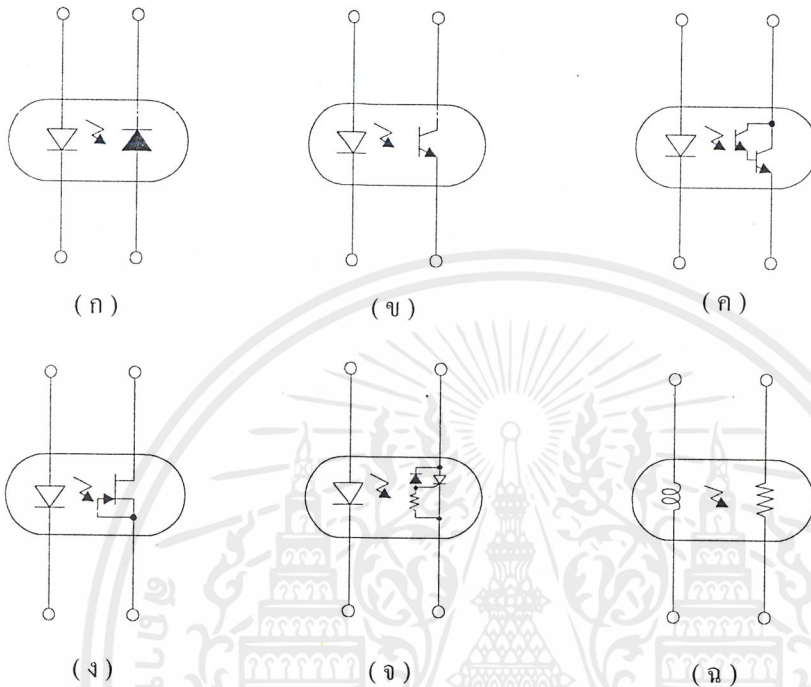 ( ก ) ( ข ) ( ค )
( ง ) ( จ ) ( ฉ )